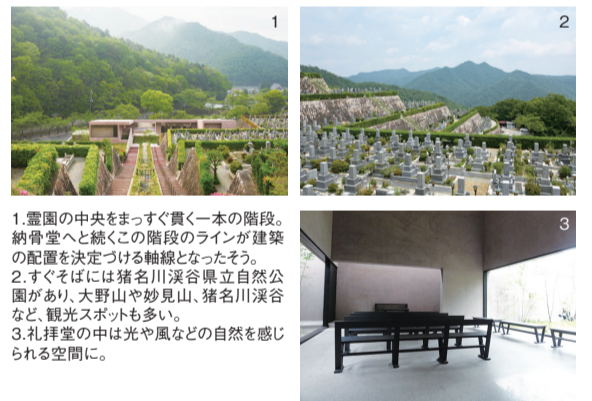 1
2
1.霊園の中央をまっすぐ貫く一本の階段。
納骨堂へと続くこの階段のラインが建築
の配置を決定づける軸線となったそう。
2.すぐそばには猪名川渓谷県立自然公
園があり、大野山や妙見山、猪名川渓谷
など、観光スポットも多い。
3.礼拝堂の中は光や風などの自然を感じ
られる空間に。
3